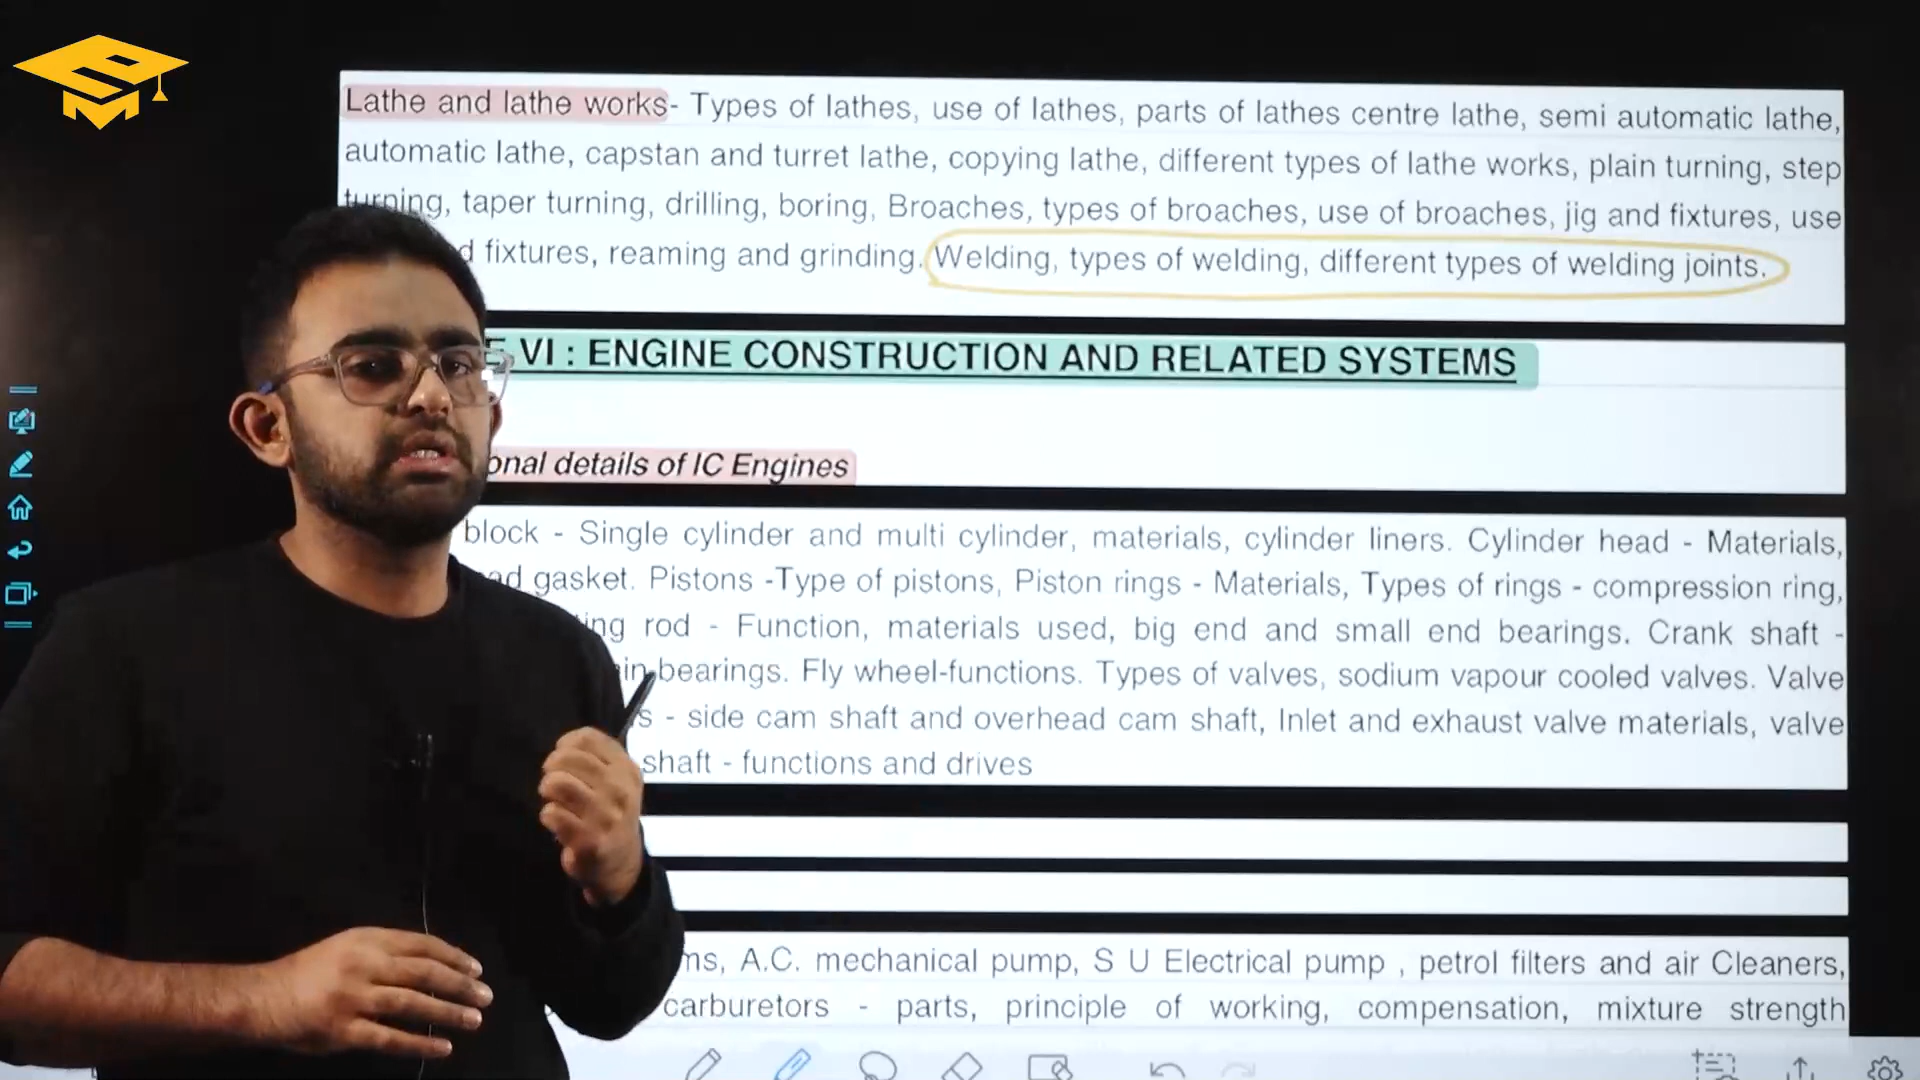 Lathe and lathe works- Types of lathes, use of lathes, parts of lathes centre lathe, semi automatic lathe,
automatic lathe, capstan and turret lathe, copying lathe, different types of lathe works, plain turning, step
turning, taper turning, drilling, boring, Broaches, types of broaches, use of broaches, jig and fixtures, use
fixtures, reaming and grinding. Welding, types of welding, different types of welding joints.
VI : ENGINE CONSTRUCTION AND RELATED SYSTEMS
details of IC Engines
block - Single cylinder and multi cylinder, materials, cylinder liners. Cylinder head - Materials,
gasket. Pistons -Type of pistons, Piston rings - Materials, Types of rings - compression ring,
rod - Function, materials used, big end and small end bearings. Crank shaft -
bearings. Fly wheel-functions. Types of valves, sodium vapour cooled valves. Valve
- side cam shaft and overhead cam shaft, Inlet and exhaust valve materials, valve
shaft - functions and drives
A.C. mechanical pump, S U Electrical pump , petrol filters and air Cleaners,
carburetors - parts, principle of working, compensation, mixture strength